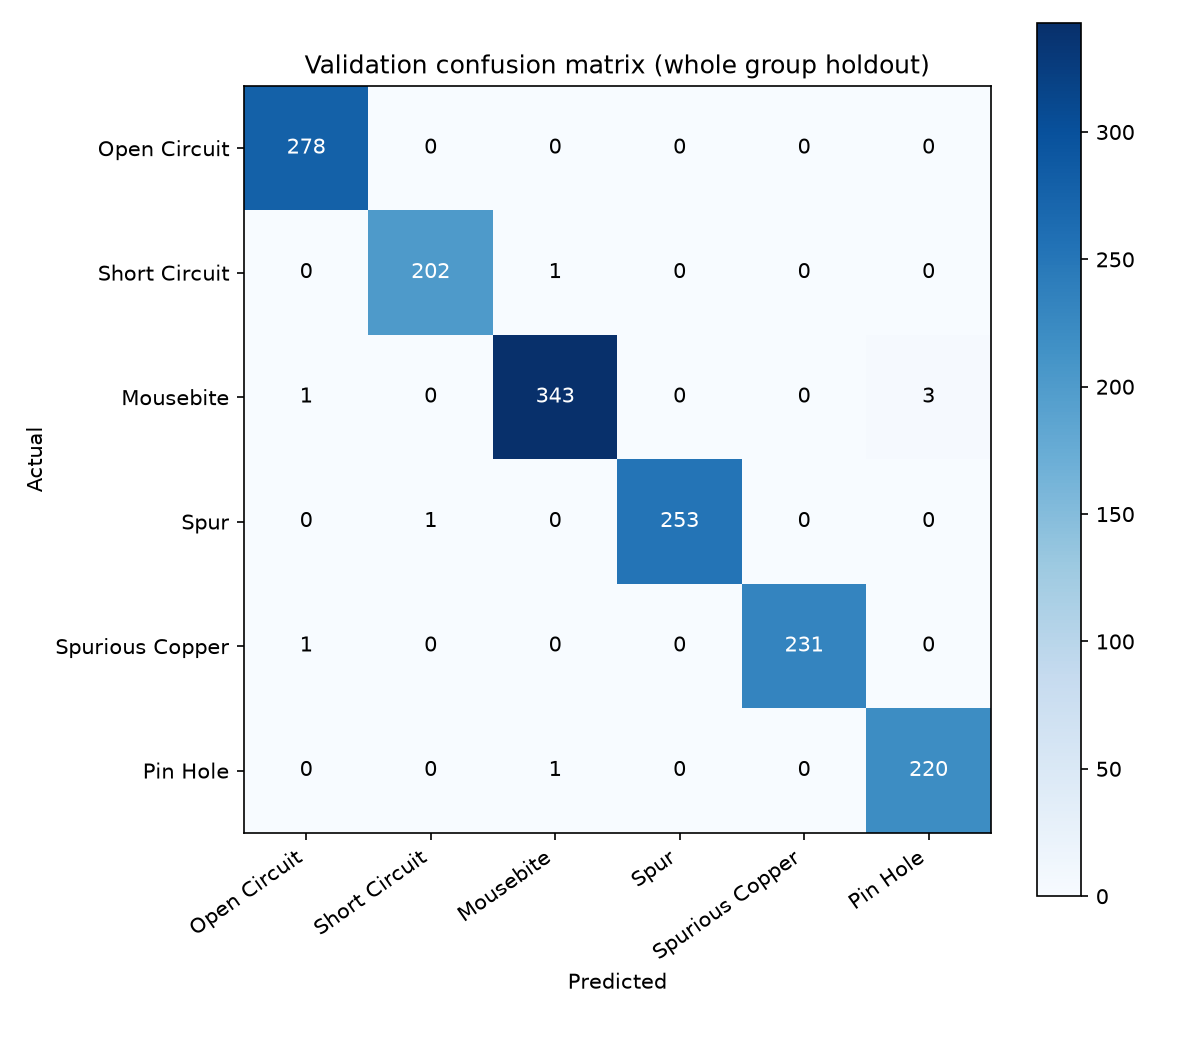 Validation confusion matrix (whole group holdout)
Actual
Open Circuit 278 0 0 0 0 0
Short Circuit 0 202 1 0 0 0
Mousebite 1 0 343 0 0 3
Spur 0 1 0 253 0 0
Spurious Copper 1 0 0 0 231 0
Pin Hole 0 0 1 0 0 220
Open Circuit Short Circuit Mousebite Spur Spurious Copper Pin Hole
Predicted
300
250
200
150
100
50
0